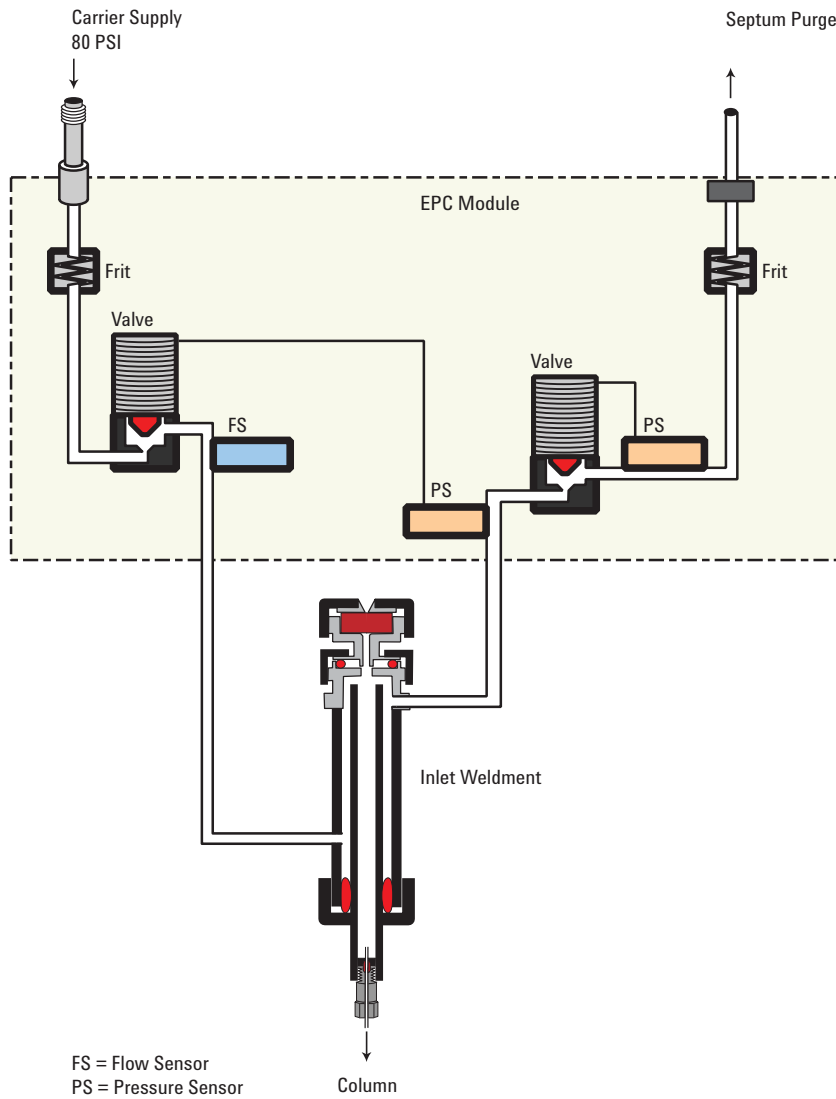 Carrier Supply
80 PSI
Septum Purge
EPC Module
Frit
Frit
Valve
Valve
FS
PS
PS
Inlet Weldment
FS = Flow Sensor
PS = Pressure Sensor
Column